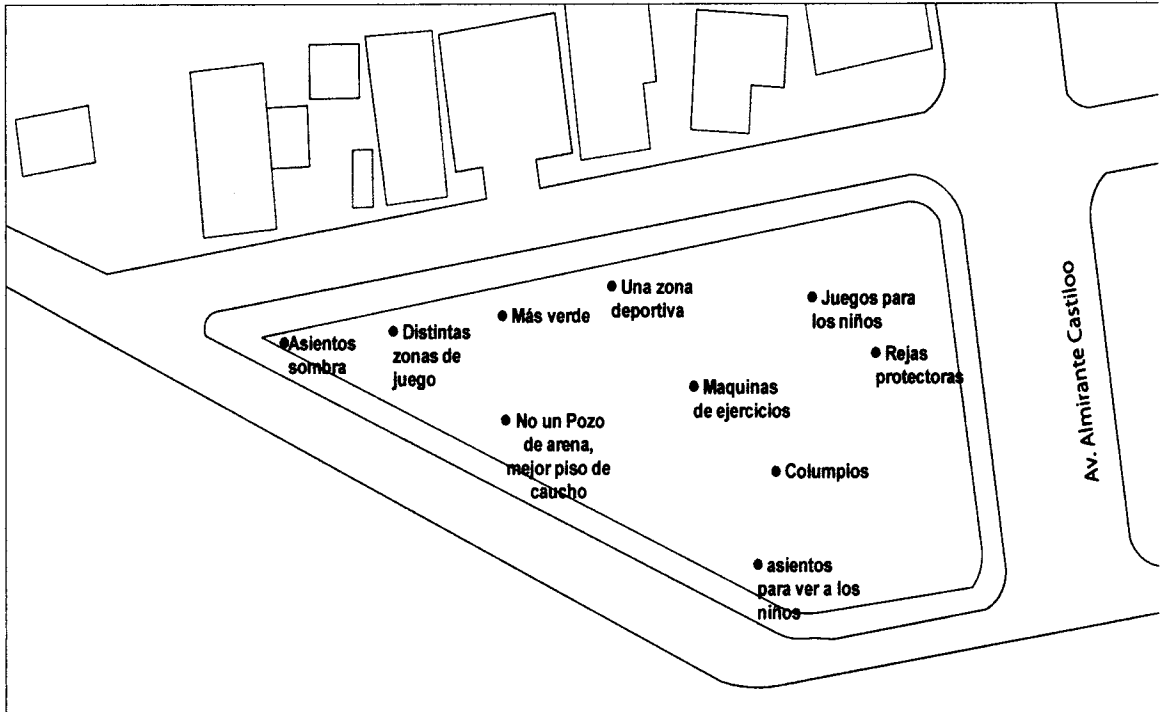 Asientos
sombra
Distintas
zonas de
juego
Más verde
Una zona
deportiva
Juegos para
los niños
Rejas
protectoras
Maquinas
de ejercicios
No un Pozo
de arena,
mejor piso de
caucho
Columpios
asientos
para ver a los
niños
Av. Almirante Castiloo